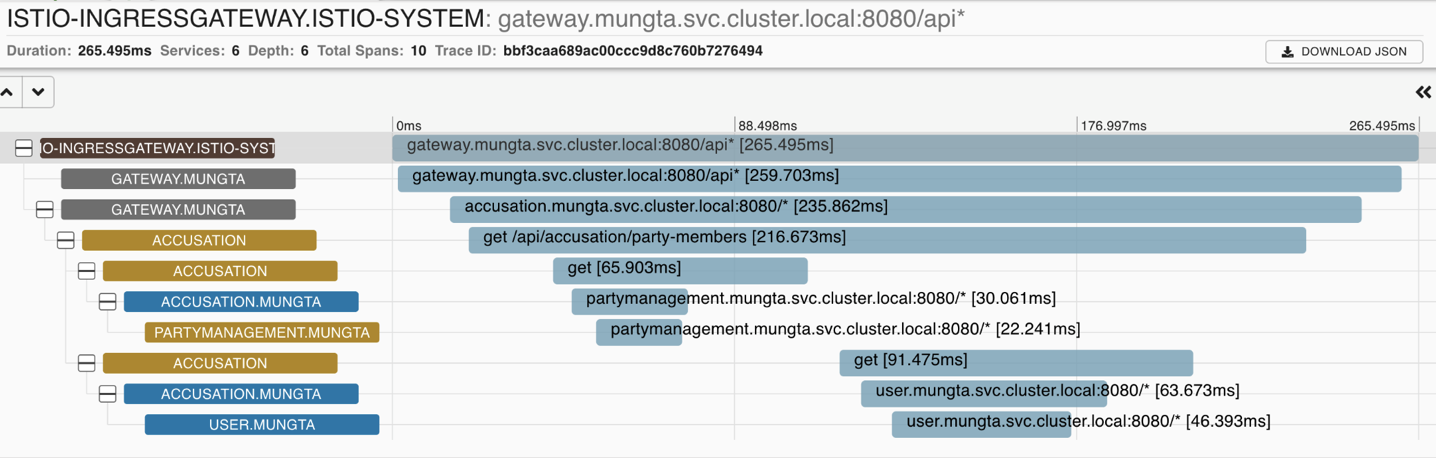 ISTIO-INGRESSGATEWAY.ISTIO-SYSTEM: gateway.mungta.svc.cluster.local:8080/api*
Duration: 265.495ms Services: 6 Depth: 6 Total Spans: 10 Trace ID: bbf3caa689ac00ccc9d8c760b7276494
DOWNLOAD JSON
0ms 88.498ms 176.997ms 265.495ms
IO-INGRESSGATEWAY.ISTIO-SYST gateway.mungta.svc.cluster.local:8080/api* [265.495ms]
GATEWAY.MUNGTA gateway.mungta.svc.cluster.local:8080/api* [259.703ms]
GATEWAY.MUNGTA accusation.mungta.svc.cluster.local:8080/* [235.862ms]
ACCUSATION get /api/accusation/party-members [216.673ms]
ACCUSATION get [65.903ms]
ACCUSATION.MUNGTA partymanagement.mungta.svc.cluster.local:8080/* [30.061ms]
PARTYMANAGEMENT.MUNGTA partymanagement.mungta.svc.cluster.local:8080/* [22.241ms]
ACCUSATION get [91.475ms]
ACCUSATION.MUNGTA user.mungta.svc.cluster.local:8080/* [63.673ms]
USER.MUNGTA user.mungta.svc.cluster.local:8080/* [46.393ms]